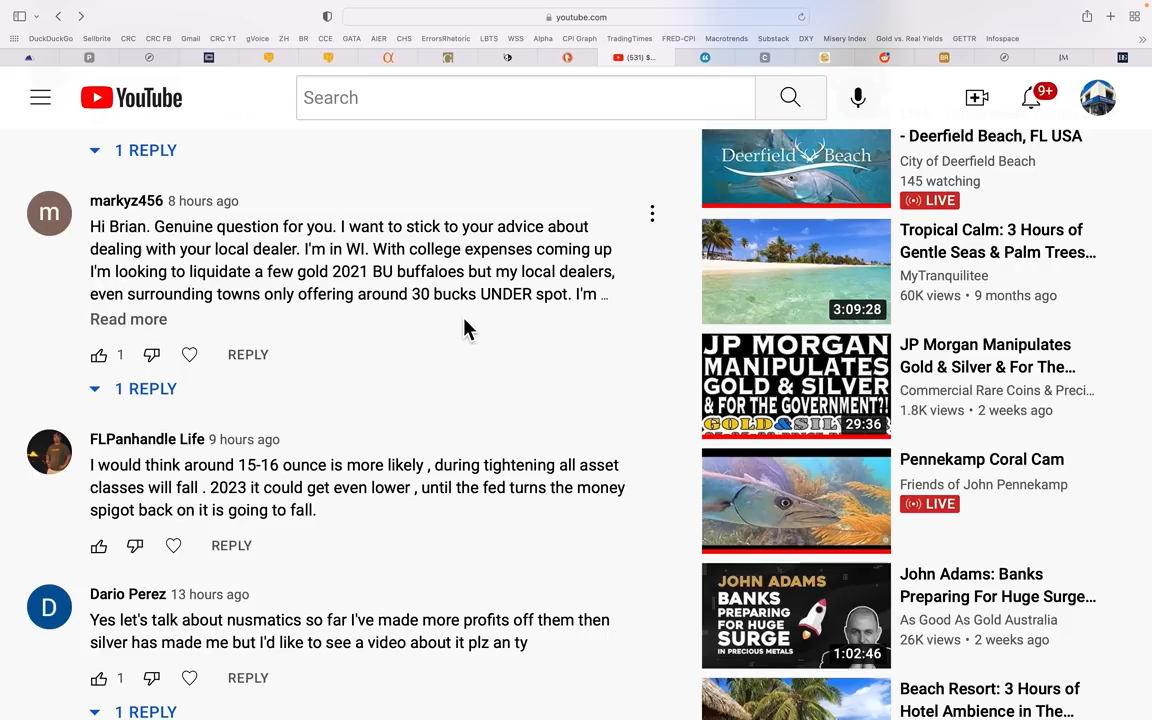 youtube.com
DuckDuckGo Sellbrite CRC CRC FB Gmail CRC YT gVoice ZH BR CCE GATA AIER CHS ErrorsRhetoric LBTS WSS Alpha CPI Graph TradingTimes FRED-CPI Macrotrends Substack DXY Misery Index Gold vs. Real Yields GETTR Infospace
(531) $...
YouTube
Search
9+
1 REPLY
markyz456 8 hours ago
m
Hi Brian. Genuine question for you. I want to stick to your advice about
dealing with your local dealer. I'm in WI. With college expenses coming up
I'm looking to liquidate a few gold 2021 BU buffaloes but my local dealers,
even surrounding towns only offering around 30 bucks UNDER spot. I'm ...
Read more
1 REPLY
1 REPLY
FLPanhandle Life 9 hours ago
I would think around 15-16 ounce is more likely , during tightening all asset
classes will fall . 2023 it could get even lower , until the fed turns the money
spigot back on it is going to fall.
REPLY
Dario Perez 13 hours ago
D
Yes let's talk about nusmatics so far I've made more profits off them then
silver has made me but I'd like to see a video about it plz an ty
1 REPLY
1 REPLY
Deerfield Beach
- Deerfield Beach, FL USA
City of Deerfield Beach
145 watching
LIVE
Tropical Calm: 3 Hours of
Gentle Seas & Palm Trees...
MyTranquilitee
60K views • 9 months ago
3:09:28
JP MORGAN
MANIPULATES
GOLD & SILVER
& FOR THE GOVERNMENT?!
29:36
JP Morgan Manipulates
Gold & Silver & For The...
Commercial Rare Coins & Preci...
1.8K views • 2 weeks ago
Pennekamp Coral Cam
Friends of John Pennekamp
LIVE
JOHN ADAMS
BANKS
PREPARING
FOR HUGE
SURGE
IN PRECIOUS METALS
1:02:46
John Adams: Banks
Preparing For Huge Surge...
As Good As Gold Australia
26K views • 2 weeks ago
Beach Resort: 3 Hours of
Hotel Ambience in The...